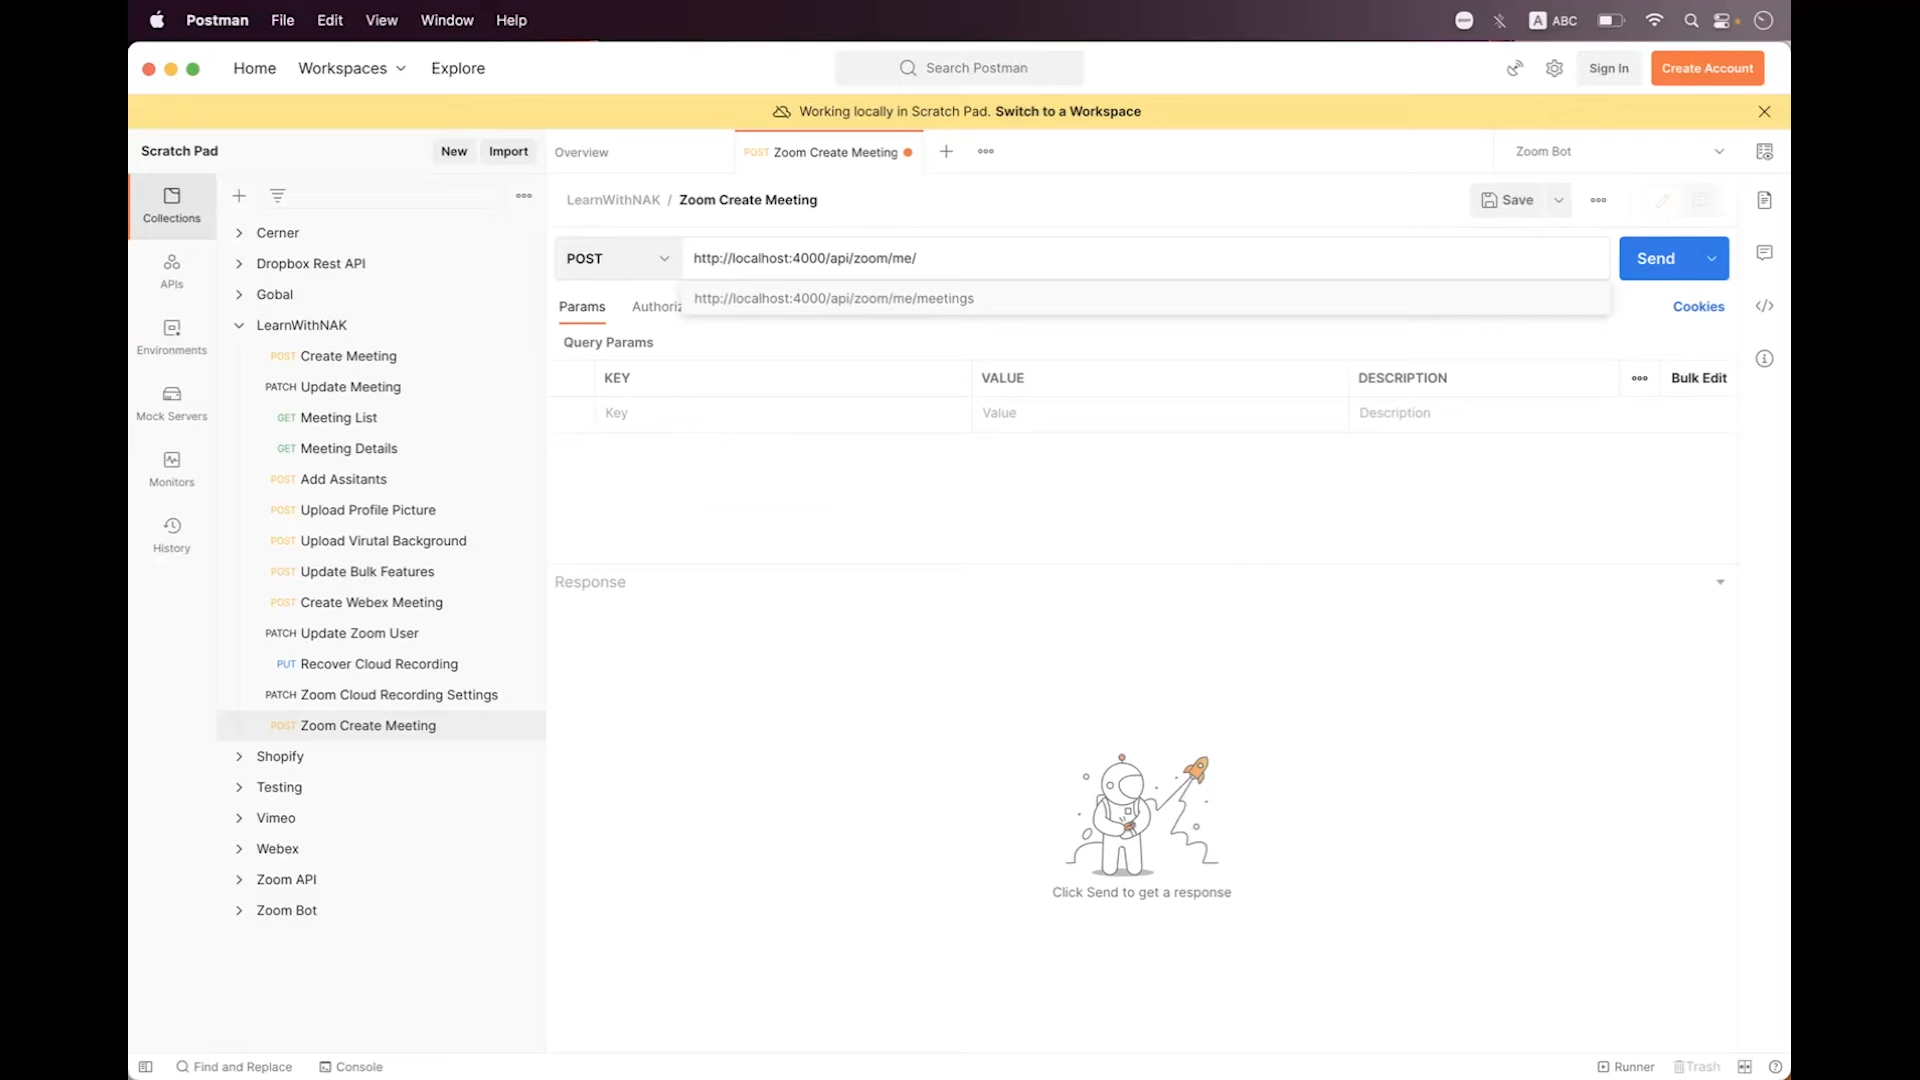 Postman File Edit View Window Help
A ABC
Home Workspaces Explore
Search Postman
Sign In
Create Account
Working locally in Scratch Pad. Switch to a Workspace
Scratch Pad
New
Import
Overview
POST Zoom Create Meeting
Zoom Bot
Collections
APIs
Environments
Mock Servers
Monitors
History
Cerner
Dropbox Rest API
Gobal
LearnWithNAK
POST Create Meeting
PATCH Update Meeting
GET Meeting List
GET Meeting Details
POST Add Assitants
POST Upload Profile Picture
POST Upload Virutal Background
POST Update Bulk Features
POST Create Webex Meeting
PATCH Update Zoom User
PUT Recover Cloud Recording
PATCH Zoom Cloud Recording Settings
POST Zoom Create Meeting
Shopify
Testing
Vimeo
Webex
Zoom API
Zoom Bot
LearnWithNAK / Zoom Create Meeting
Save
POST
http://localhost:4000/api/zoom/me/
Send
http://localhost:4000/api/zoom/me/meetings
Params Authoriz
Cookies
Query Params
KEY VALUE DESCRIPTION
Bulk Edit
Key Value Description
Response
Click Send to get a response
Find and Replace
Console
Runner
Trash